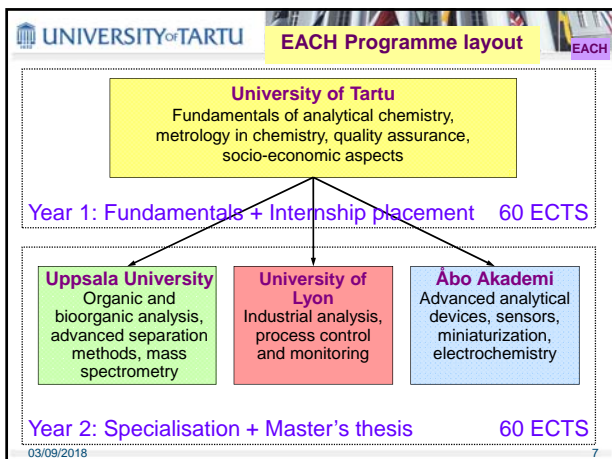 UNIVERSITY OF TARTU
EACH Programme layout
EACH
University of Tartu
Fundamentals of analytical chemistry,
metrology in chemistry, quality assurance,
socio-economic aspects
Year 1: Fundamentals + Internship placement 60 ECTS
Uppsala University
Organic and
bioorganic analysis,
advanced separation
methods, mass
spectrometry
University of
Lyon
Industrial analysis,
process control
and monitoring
Åbo Akademi
Advanced analytical
devices, sensors,
miniaturization,
electrochemistry
Year 2: Specialisation + Master's thesis 60 ECTS
03/09/2018
7